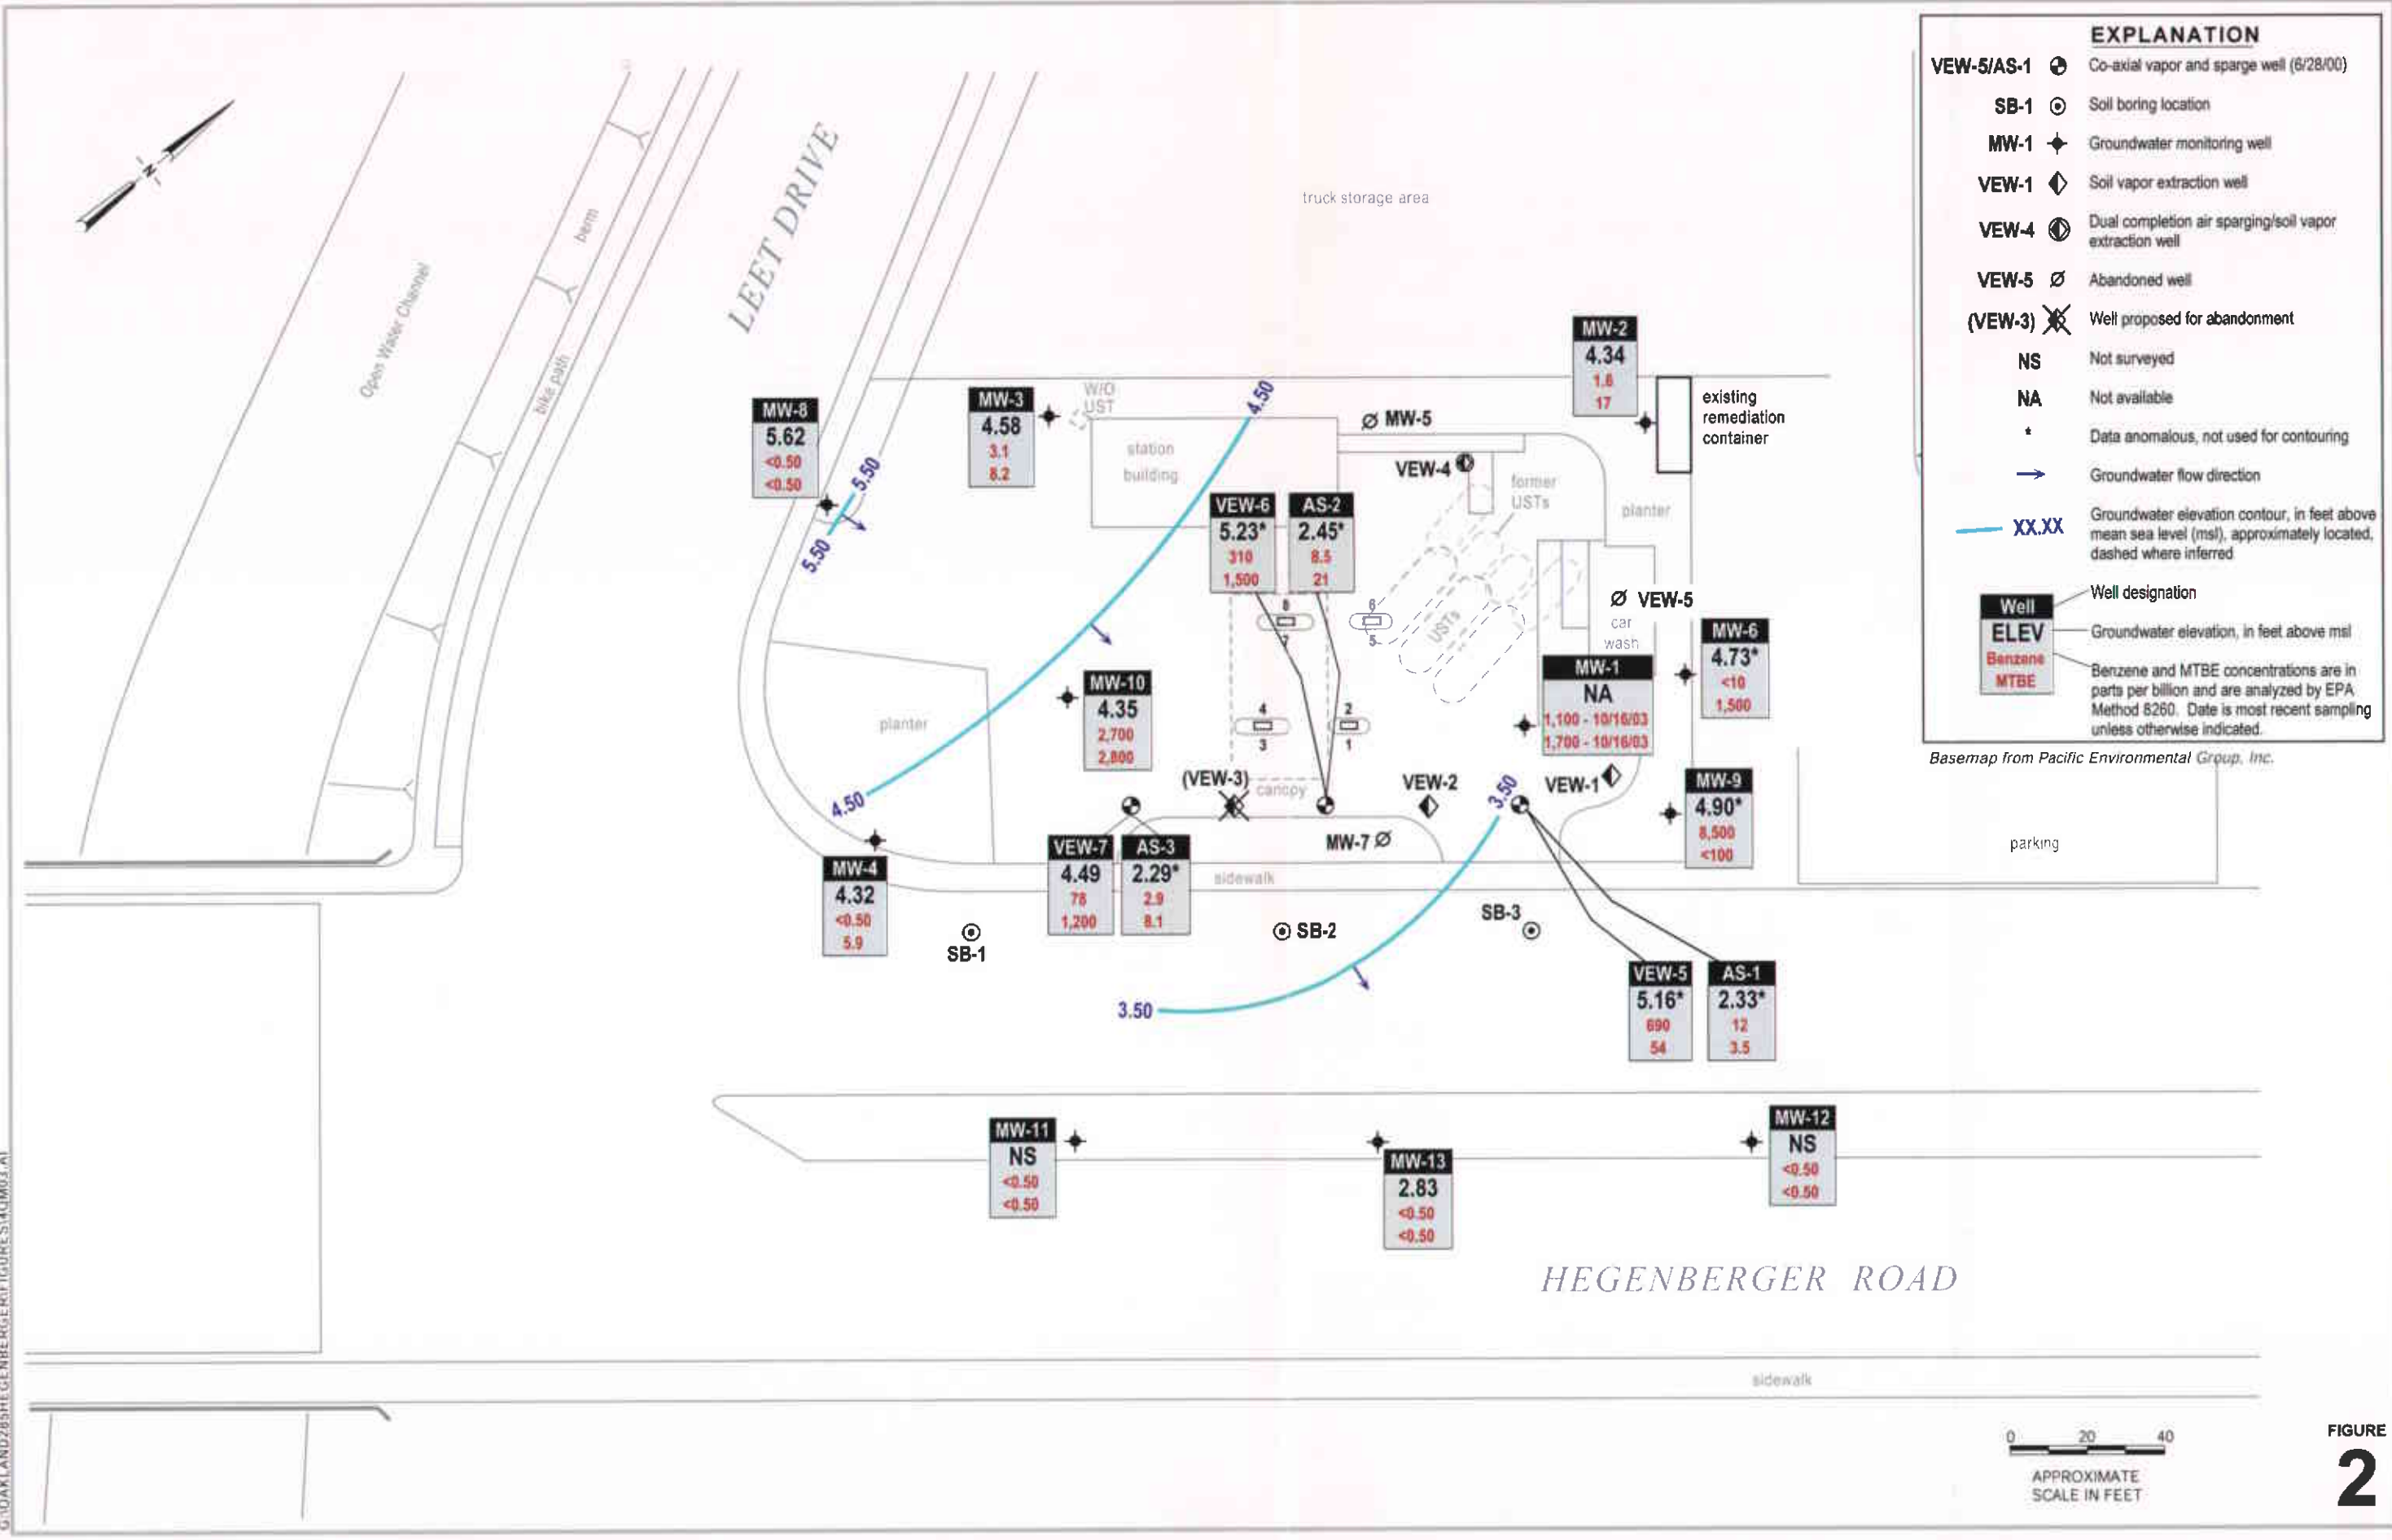 EXPLANATION
VEW-5/AS-1 Co-axial vapor and sparge well (6/28/00)
SB-1 Soil boring location
MW-1 Groundwater monitoring well
VEW-1 Soil vapor extraction well
VEW-4 Dual completion air sparging/soil vapor
extraction well
VEW-5 Abandoned well
(VEW-3) Well proposed for abandonment
NS Not surveyed
NA Not available
* Data anomalous, not used for contouring
Groundwater flow direction
XX.XX Groundwater elevation contour, in feet above
mean sea level (msl), approximately located,
dashed where inferred
Well
ELEV
Benzene
MTBE
Well designation
Groundwater elevation, in feet above msl
Benzene and MTBE concentrations are in
parts per billion and are analyzed by EPA
Method 8260. Date is most recent sampling
unless otherwise indicated.
Basemap from Pacific Environmental Group, Inc.
N
Open Water Channel
berm
bike path
LEET DRIVE
truck storage area
MW-2
4.34
1.6
17
existing
remediation
container
MW-8
5.62
<0.50
<0.50
5.50
5.50
MW-3
4.58
3.1
8.2
W/O
UST
station
building
4.50
MW-5
VEW-4
former
USTs
planter
VEW-6
5.23*
310
1,500
AS-2
2.45*
8.5
21
8
7
6
5
USTs
VEW-5
car
wash
MW-6
4.73*
<10
1,500
MW-1
NA
1,100 - 10/16/03
1,700 - 10/16/03
planter
MW-10
4.35
2,700
2,800
4
3
2
1
4.50
(VEW-3)
canopy
VEW-2
3.50
VEW-1
MW-9
4.90*
8,500
<100
parking
MW-7
MW-4
4.32
<0.50
5.9
VEW-7
4.49
78
1,200
AS-3
2.29*
2.9
8.1
sidewalk
SB-1
SB-2
SB-3
3.50
VEW-5
5.16*
690
54
AS-1
2.33*
12
3.5
MW-11
NS
<0.50
<0.50
MW-13
2.83
<0.50
<0.50
MW-12
NS
<0.50
<0.50
HEGENBERGER ROAD
sidewalk
0 20 40
APPROXIMATE
SCALE IN FEET
FIGURE
2